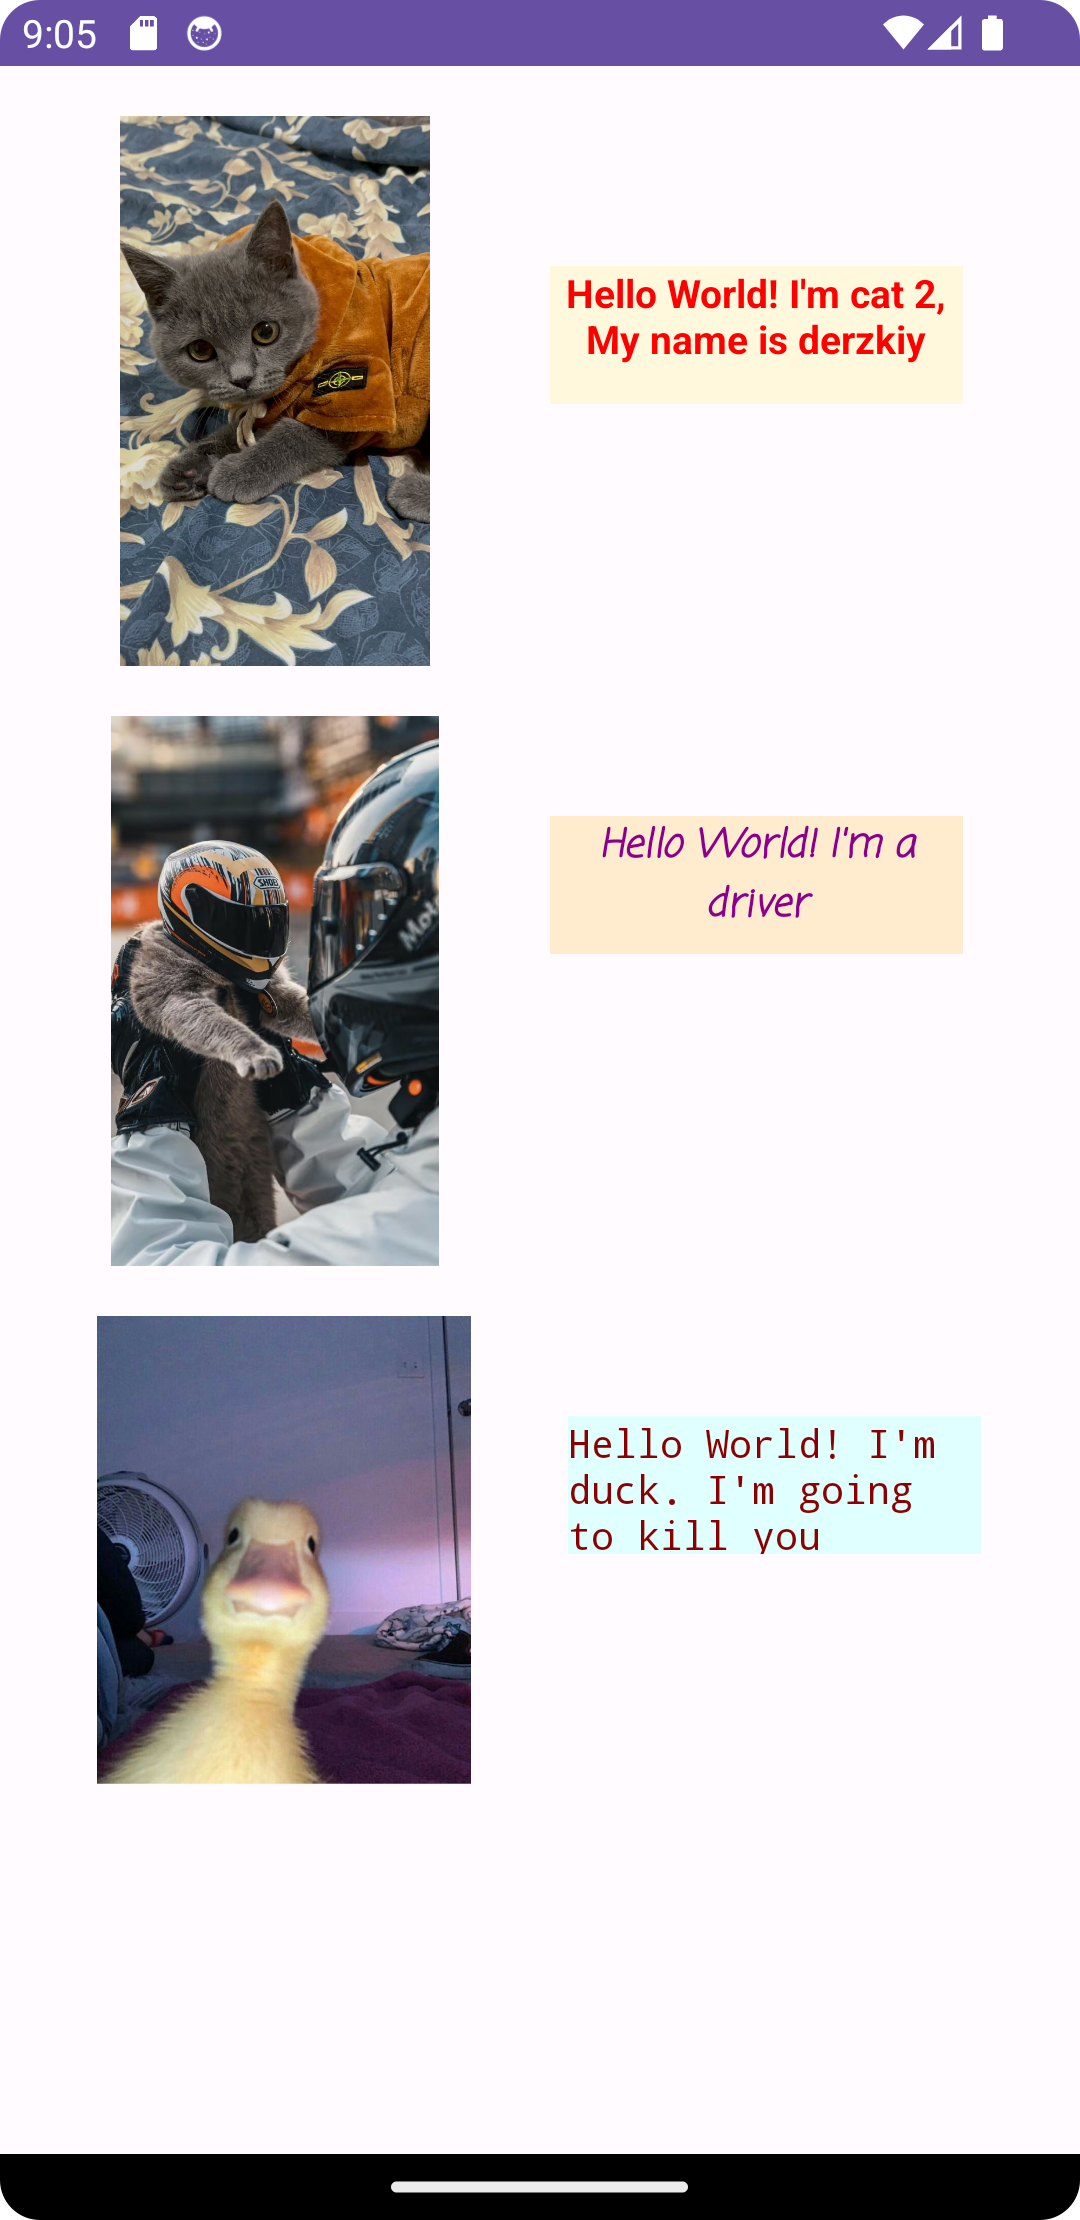 9:05
Hello World! I'm cat 2,
My name is derzkiy
SHOEI
Hello World! I'm a
driver
Hello World! I'm
duck. I'm going
to kill you